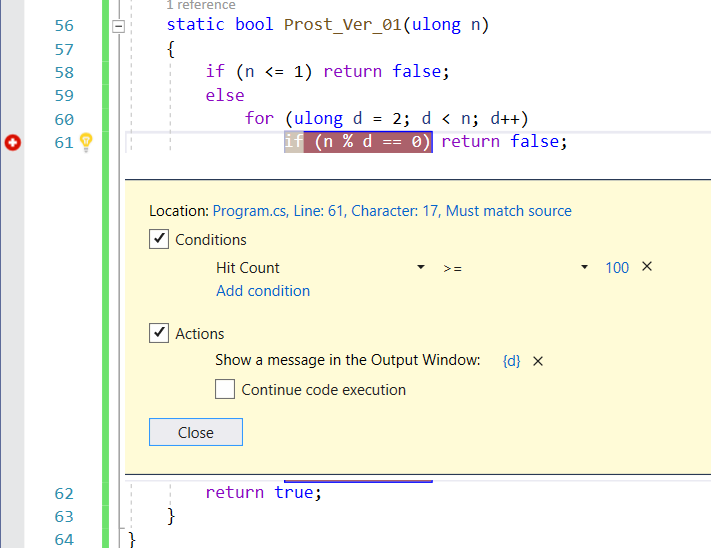 1 reference
56 static bool Prost_Ver_01(ulong n)
57 {
58 if (n <= 1) return false;
59 else
60 for (ulong d = 2; d < n; d++)
61 if (n % d == 0) return false;
Location: Program.cs, Line: 61, Character: 17, Must match source
Conditions
Hit Count >= 100
Add condition
Actions
Show a message in the Output Window: {d}
Continue code execution
Close
62 return true;
63 }
64 }